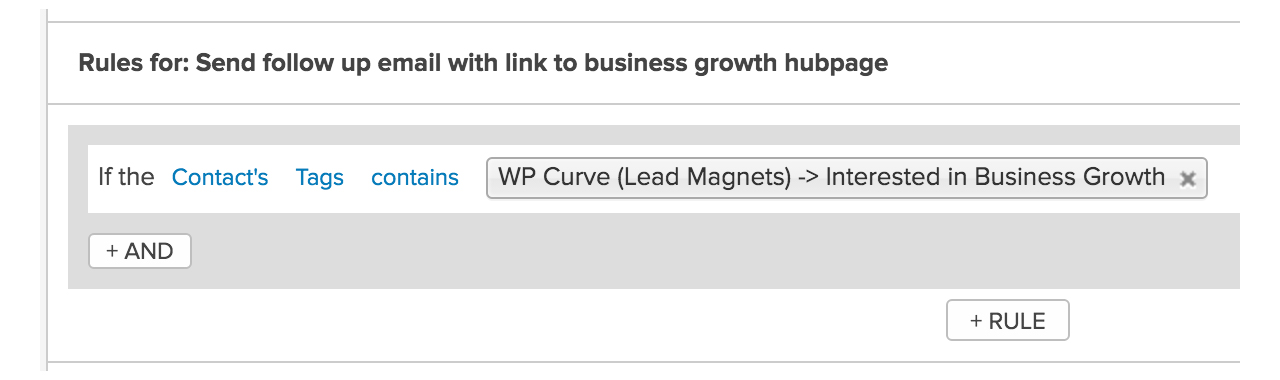 Rules for: Send follow up email with link to business growth hubpage
If the Contact's Tags contains WP Curve (Lead Magnets) -> Interested in Business Growth ×
+ AND
+ RULE